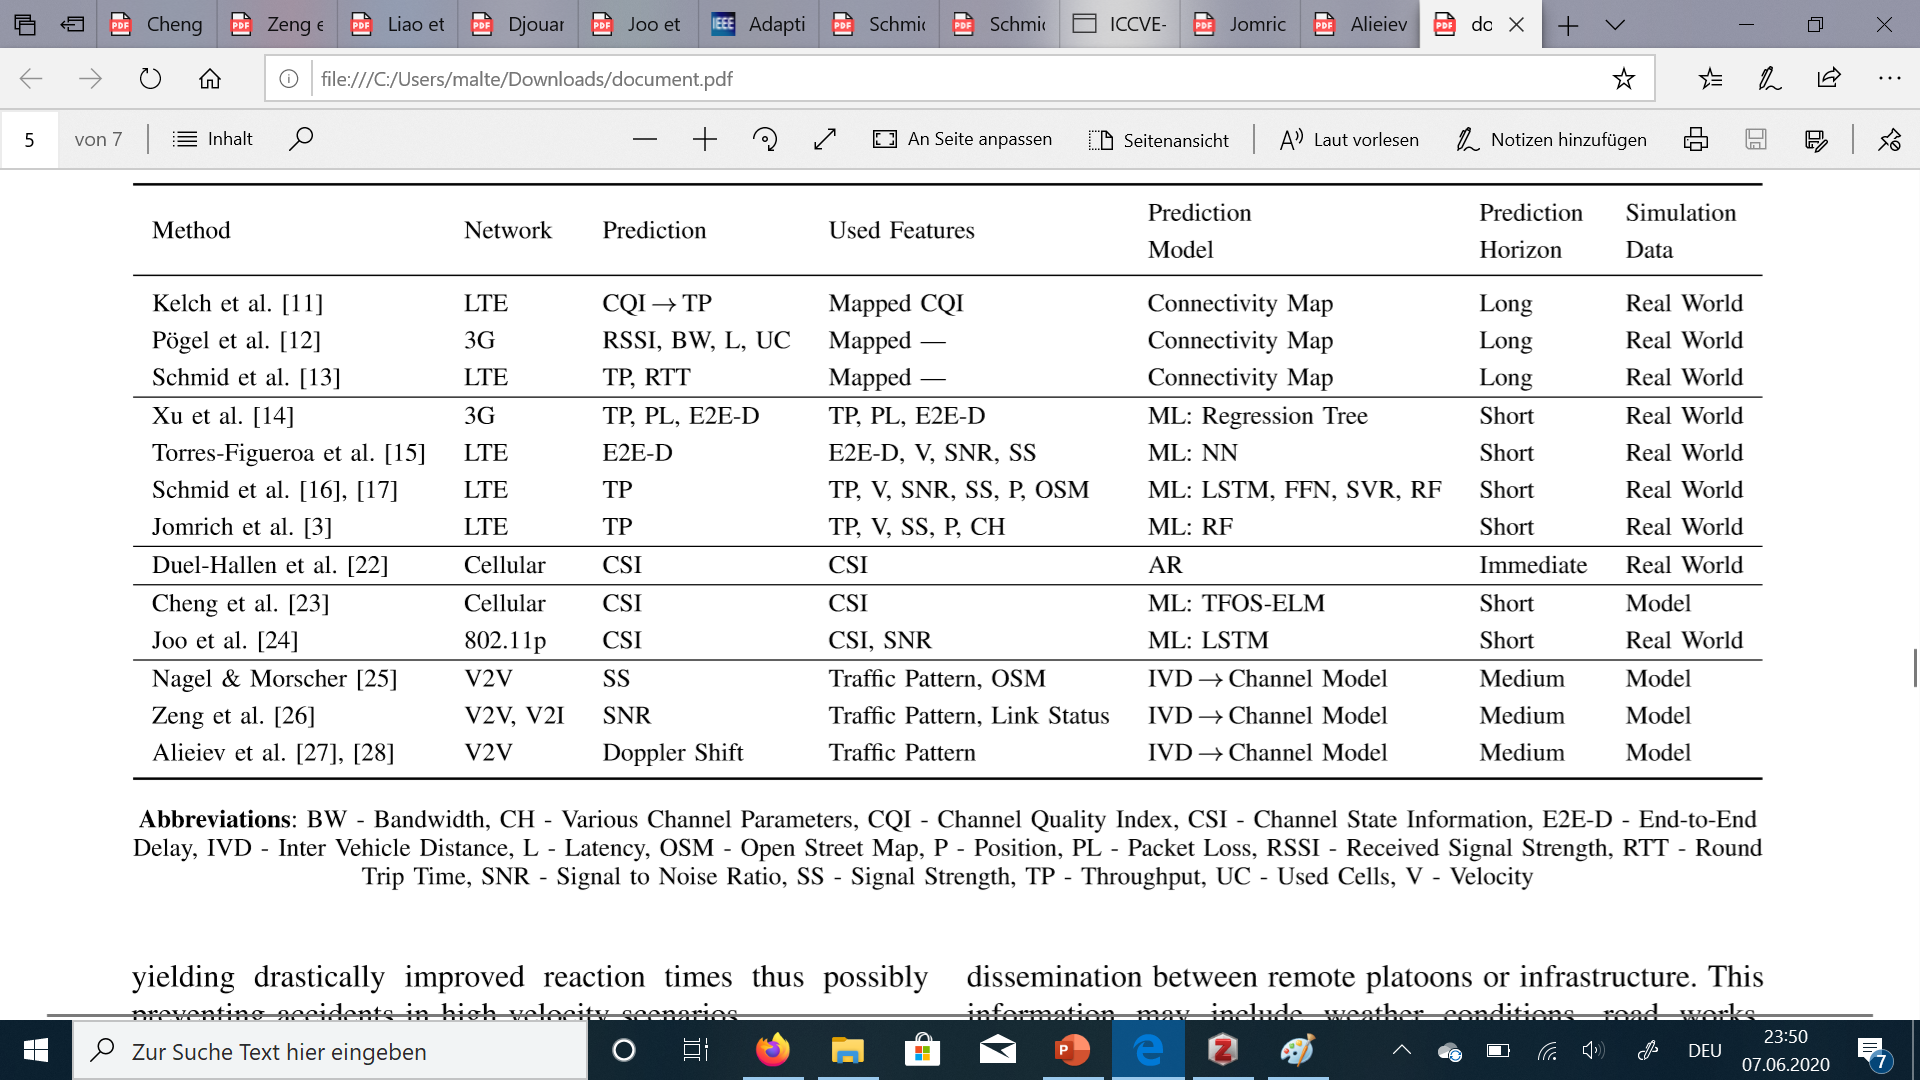 Cheng
Zeng e
Liao et
Djouar
Joo et
Adapti
Schmi
Schmi
ICCVE-
Jomric
Alieiev
do
file:///C:/Users/malte/Downloads/document.pdf
5 von 7 Inhalt An Seite anpassen Seitenansicht Laut vorlesen Notizen hinzufügen
Method Network Prediction Used Features Prediction Model Prediction Horizon Simulation Data
Kelch et al. [11] LTE CQI → TP Mapped CQI Connectivity Map Long Real World
Pögel et al. [12] 3G RSSI, BW, L, UC Mapped — Connectivity Map Long Real World
Schmid et al. [13] LTE TP, RTT Mapped — Connectivity Map Long Real World
Xu et al. [14] 3G TP, PL, E2E-D TP, PL, E2E-D ML: Regression Tree Short Real World
Torres-Figueroa et al. [15] LTE E2E-D E2E-D, V, SNR, SS ML: NN Short Real World
Schmid et al. [16], [17] LTE TP TP, V, SNR, SS, P, OSM ML: LSTM, FFN, SVR, RF Short Real World
Jomrich et al. [3] LTE TP TP, V, SS, P, CH ML: RF Short Real World
Duel-Hallen et al. [22] Cellular CSI CSI AR Immediate Real World
Cheng et al. [23] Cellular CSI CSI ML: TFOS-ELM Short Model
Joo et al. [24] 802.11p CSI CSI, SNR ML: LSTM Short Real World
Nagel & Morscher [25] V2V SS Traffic Pattern, OSM IVD → Channel Model Medium Model
Zeng et al. [26] V2V, V2I SNR Traffic Pattern, Link Status IVD → Channel Model Medium Model
Alieiev et al. [27], [28] V2V Doppler Shift Traffic Pattern IVD → Channel Model Medium Model
Abbreviations: BW - Bandwidth, CH - Various Channel Parameters, CQI - Channel Quality Index, CSI - Channel State Information, E2E-D - End-to-End
Delay, IVD - Inter Vehicle Distance, L - Latency, OSM - Open Street Map, P - Position, PL - Packet Loss, RSSI - Received Signal Strength, RTT - Round
Trip Time, SNR - Signal to Noise Ratio, SS - Signal Strength, TP - Throughput, UC - Used Cells, V - Velocity
yielding drastically improved reaction times thus possibly
preventing accidents in high velocity scenarios.
dissemination between remote platoons or infrastructure. This
information may include weather conditions, road works,
Zur Suche Text hier eingeben
DEU
23:50
07.06.2020
7